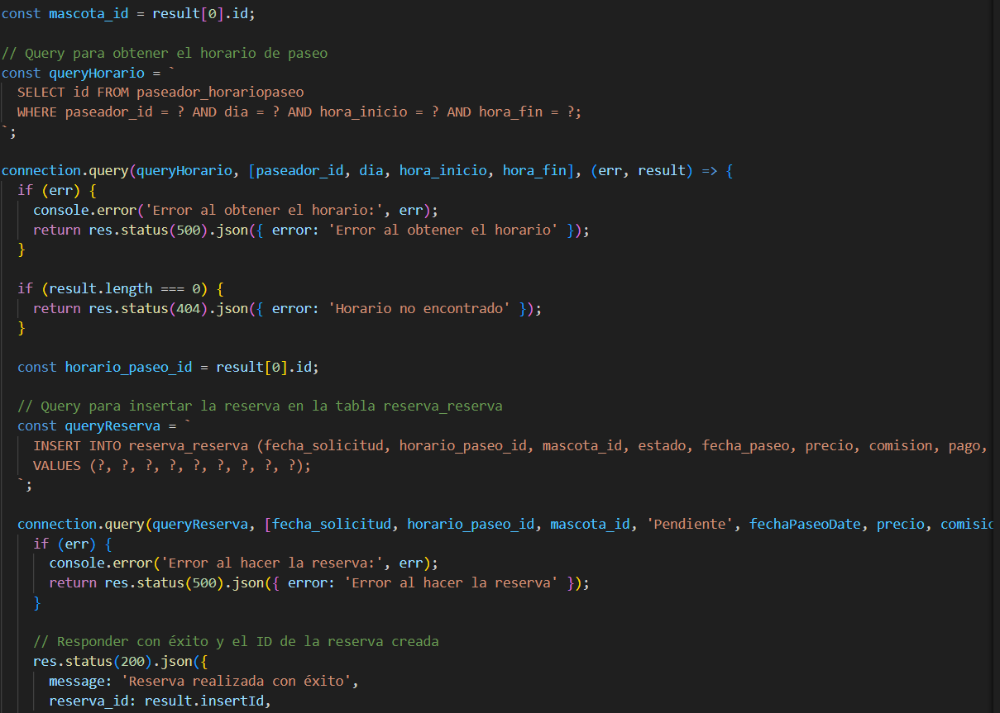 const mascota_id = result[0].id;
// Query para obtener el horario de paseo
const queryHorario = `
SELECT id FROM paseador_horariopaseo
WHERE paseador_id = ? AND dia = ? AND hora_inicio = ? AND hora_fin = ?;
`;
connection.query(queryHorario, [paseador_id, dia, hora_inicio, hora_fin], (err, result) => {
if (err) {
console.error('Error al obtener el horario:', err);
return res.status(500).json({ error: 'Error al obtener el horario' });
}
if (result.length === 0) {
return res.status(404).json({ error: 'Horario no encontrado' });
}
const horario_paseo_id = result[0].id;
// Query para insertar la reserva en la tabla reserva_reserva
const queryReserva = `
INSERT INTO reserva_reserva (fecha_solicitud, horario_paseo_id, mascota_id, estado, fecha_paseo, precio, comision, pago,
VALUES (?, ?, ?, ?, ?, ?, ?, ?, ?);
`;
connection.query(queryReserva, [fecha_solicitud, horario_paseo_id, mascota_id, 'Pendiente', fechaPaseoDate, precio,
if (err) {
console.error('Error al hacer la reserva:', err);
return res.status(500).json({ error: 'Error al hacer la reserva' });
}
// Responder con éxito y el ID de la reserva creada
res.status(200).json({
message: 'Reserva realizada con éxito',
reserva_id: result.insertId,